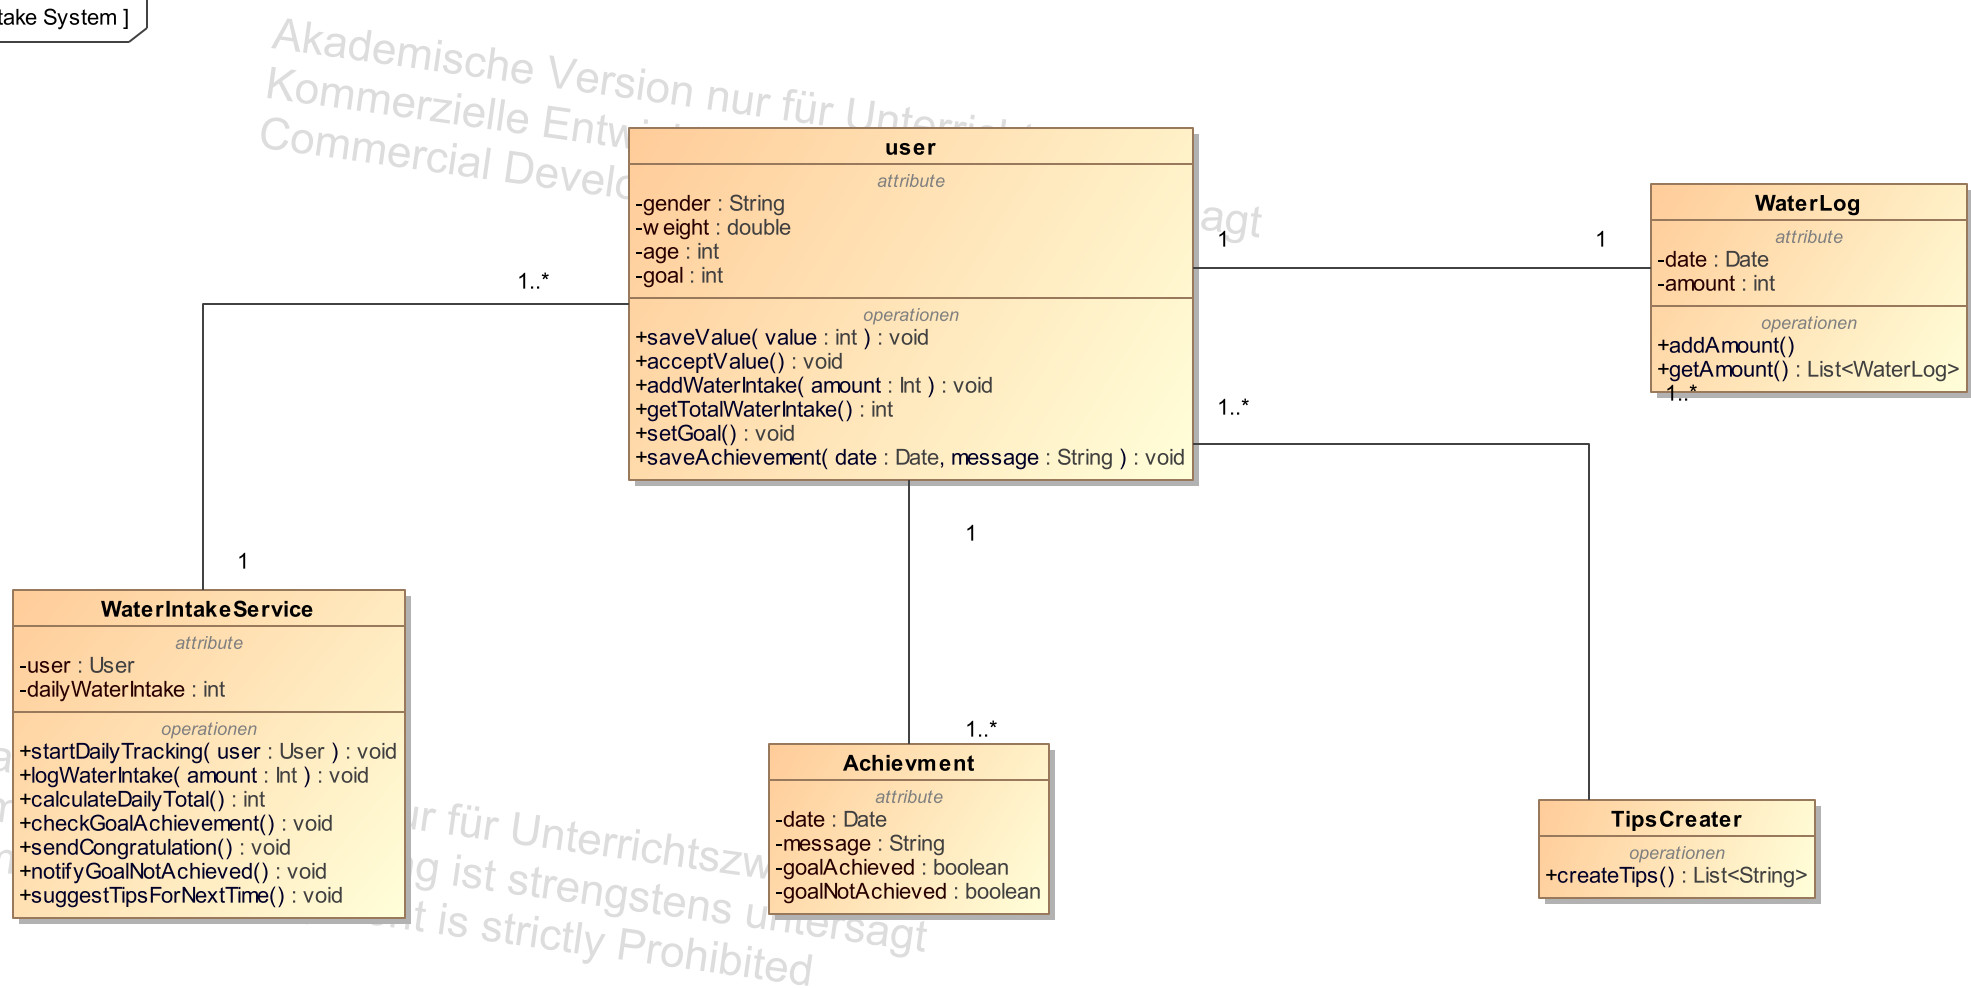 take System ]
Akademische Version nur für Unterrichts
Kommerzielle Entwi
Commercial Develo
agt
user
attribute
-gender : String
-weight : double
-age : int
-goal : int
operationen
+saveValue( value : int ) : void
+acceptValue() : void
+addWaterIntake( amount : Int ) : void
+getTotalWaterIntake() : int
+setGoal() : void
+saveAchievement( date : Date, message : String ) : void
1
1
WaterLog
attribute
-date : Date
-amount : int
operationen
+addAmount()
+getAmount() : List<WaterLog>
1..*
1..*
1..*
1
1
1..*
WaterIntakeService
attribute
-user : User
-dailyWaterIntake : int
operationen
+startDailyTracking( user : User ) : void
+logWaterIntake( amount : Int ) : void
+calculateDailyTotal() : int
+checkGoalAchievement() : void
+sendCongratulation() : void
+notifyGoalNotAchieved() : void
+suggestTipsForNextTime() : void
Achievment
attribute
-date : Date
-message : String
-goalAchieved : boolean
-goalNotAchieved : boolean
TipsCreater
operationen
+createTips() : List<String>
ur für Unterrichtszw
g ist strengstens untersagt
t is strictly Prohibited